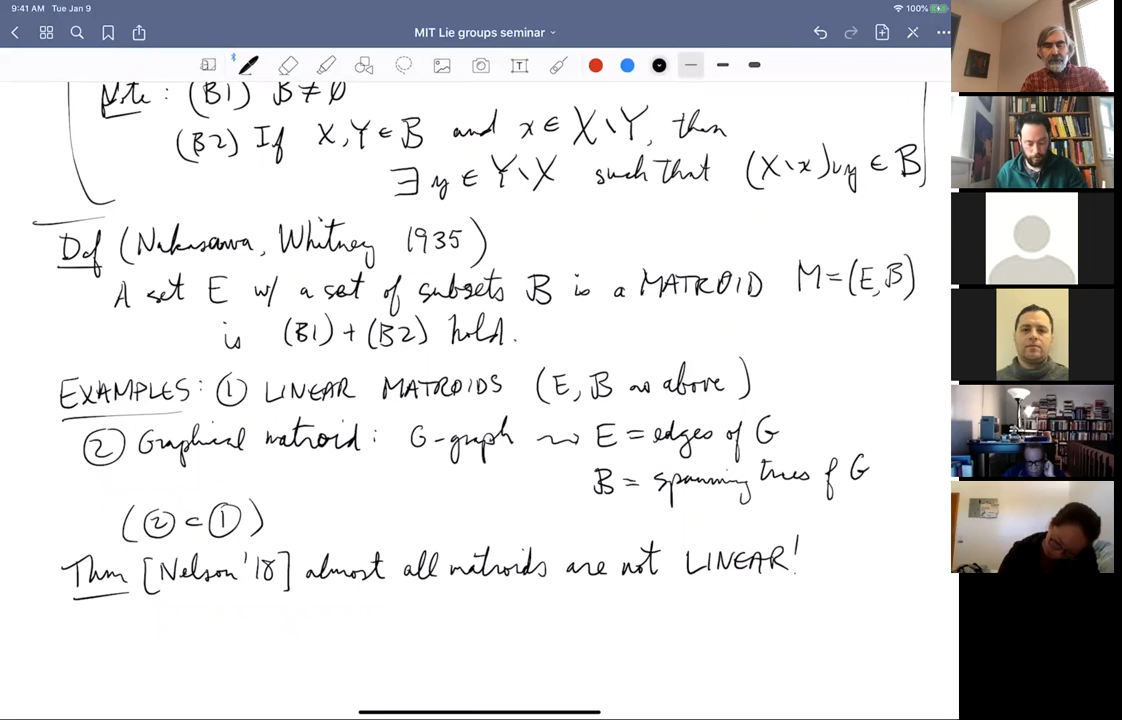 9:41 AM Tue Jan 9
100%
MIT Lie groups seminar
Note: (B1) B ≠ ∅
(B2) If X, Y ∈ B and x ∈ X \ Y, then
∃ y ∈ Y \ X such that (X \ x) ∪ y ∈ B
Def (Nakasawa, Whitney 1935)
A set E w/ a set of subsets B is a MATROID M = (E, B)
is (B1) + (B2) hold.
EXAMPLES: ① LINEAR MATROIDS (E, B as above)
② Graphical matroid: G-graph ⇝ E = edges of G
B = spanning trees of G
(② ⊂ ①)
Thm [Nelson '18] almost all matroids are not LINEAR!